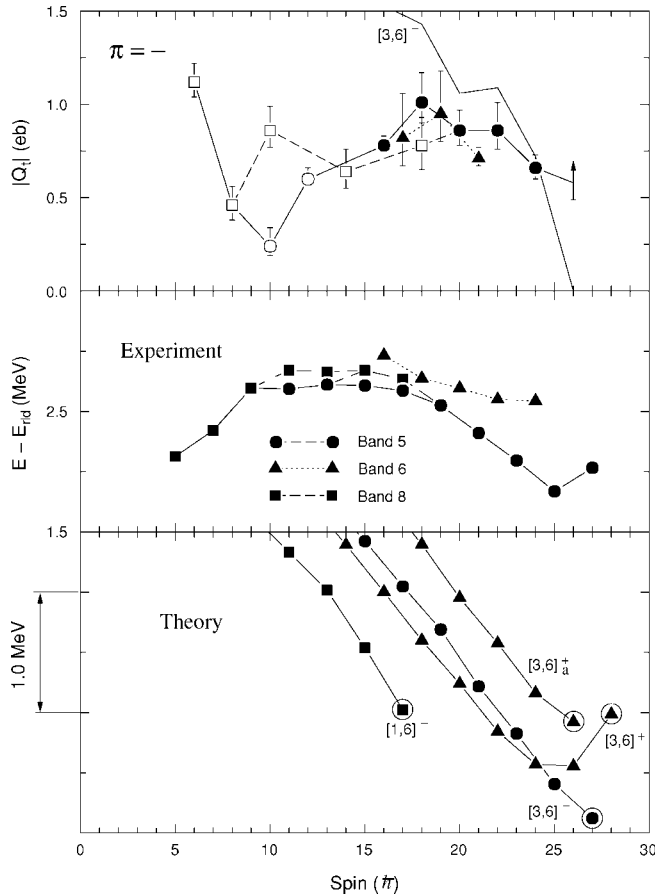 [3,6]⁻
π = −
1.5
1.0
0.5
0.0
|Qₜ| (eb)
Experiment
2.5
1.5
E − E_rld (MeV)
Band 5
Band 6
Band 8
Theory
1.0 MeV
[1,6]⁻
[3,6]⁺ₐ
[3,6]⁺
[3,6]⁻
0 5 10 15 20 25 30
Spin (ℏ)